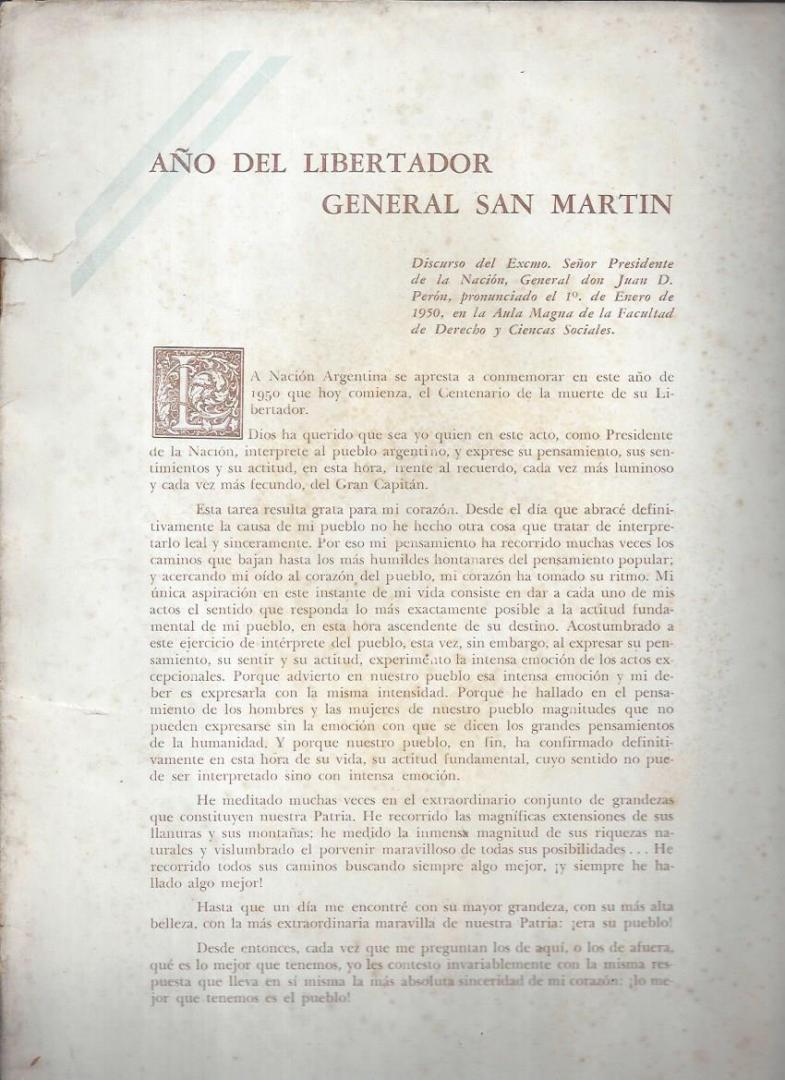 AÑO DEL LIBERTADOR
GENERAL SAN MARTIN
Discurso del Excmo. Señor Presidente
de la Nación, General don Juan D.
Perón, pronunciado el 1º. de Enero de
1950, en la Aula Magna de la Facultad
de Derecho y Ciencas Sociales.
LA Nación Argentina se apresta a conmemorar en este año de
1950 que hoy comienza, el Centenario de la muerte de su Li-
bertador.
Dios ha querido que sea yo quien en este acto, como Presidente
de la Nación, interprete al pueblo argentino, y exprese su pensamiento, sus sen-
timientos y su actitud, en esta hora, frente al recuerdo, cada vez más luminoso
y cada vez más fecundo, del Gran Capitán.
Esta tarea resulta grata para mi corazón. Desde el día que abracé defini-
tivamente la causa de mi pueblo no he hecho otra cosa que tratar de interpre-
tarlo leal y sinceramente. Por eso mi pensamiento ha recorrido muchas veces los
caminos que bajan hasta los más humildes hontanares del pensamiento popular;
y acercando mi oído al corazón del pueblo, mi corazón ha tomado su ritmo. Mi
única aspiración en este instante de mi vida consiste en dar a cada uno de mis
actos el sentido que responda lo más exactamente posible a la actitud funda-
mental de mi pueblo, en esta hora ascendente de su destino. Acostumbrado a
este ejercicio de intérprete del pueblo, esta vez, sin embargo, al expresar su pen-
samiento, su sentir y su actitud, experimento la intensa emoción de los actos ex-
cepcionales. Porque advierto en nuestro pueblo esa intensa emoción y mi de-
ber es expresarla con la misma intensidad. Porque he hallado en el pensa-
miento de los hombres y las mujeres de nuestro pueblo magnitudes que no
pueden expresarse sin la emoción con que se dicen los grandes pensamientos
de la humanidad. Y porque nuestro pueblo, en fin, ha confirmado definiti-
vamente en esta hora de su vida, su actitud fundamental, cuyo sentido no pue-
de ser interpretado sino con intensa emoción.
He meditado muchas veces en el extraordinario conjunto de grandezas
que constituyen nuestra Patria. He recorrido las magníficas extensiones de sus
llanuras y sus montañas; he medido la inmensa magnitud de sus riquezas na-
turales y vislumbrado el porvenir maravilloso de todas sus posibilidades... He
recorrido todos sus caminos buscando siempre algo mejor, ¡y siempre he ha-
llado algo mejor!
Hasta que un día me encontré con su mayor grandeza, con su más alta
belleza, con la más extraordinaria maravilla de nuestra Patria: ¡era su pueblo!
Desde entonces, cada vez que me preguntan los de aquí, o los de afuera,
qué es lo mejor que tenemos, yo les contesto invariablemente con la misma res-
puesta que lleva en sí misma la más absoluta sinceridad de mi corazón: ¡lo me-
jor que tenemos es el pueblo!